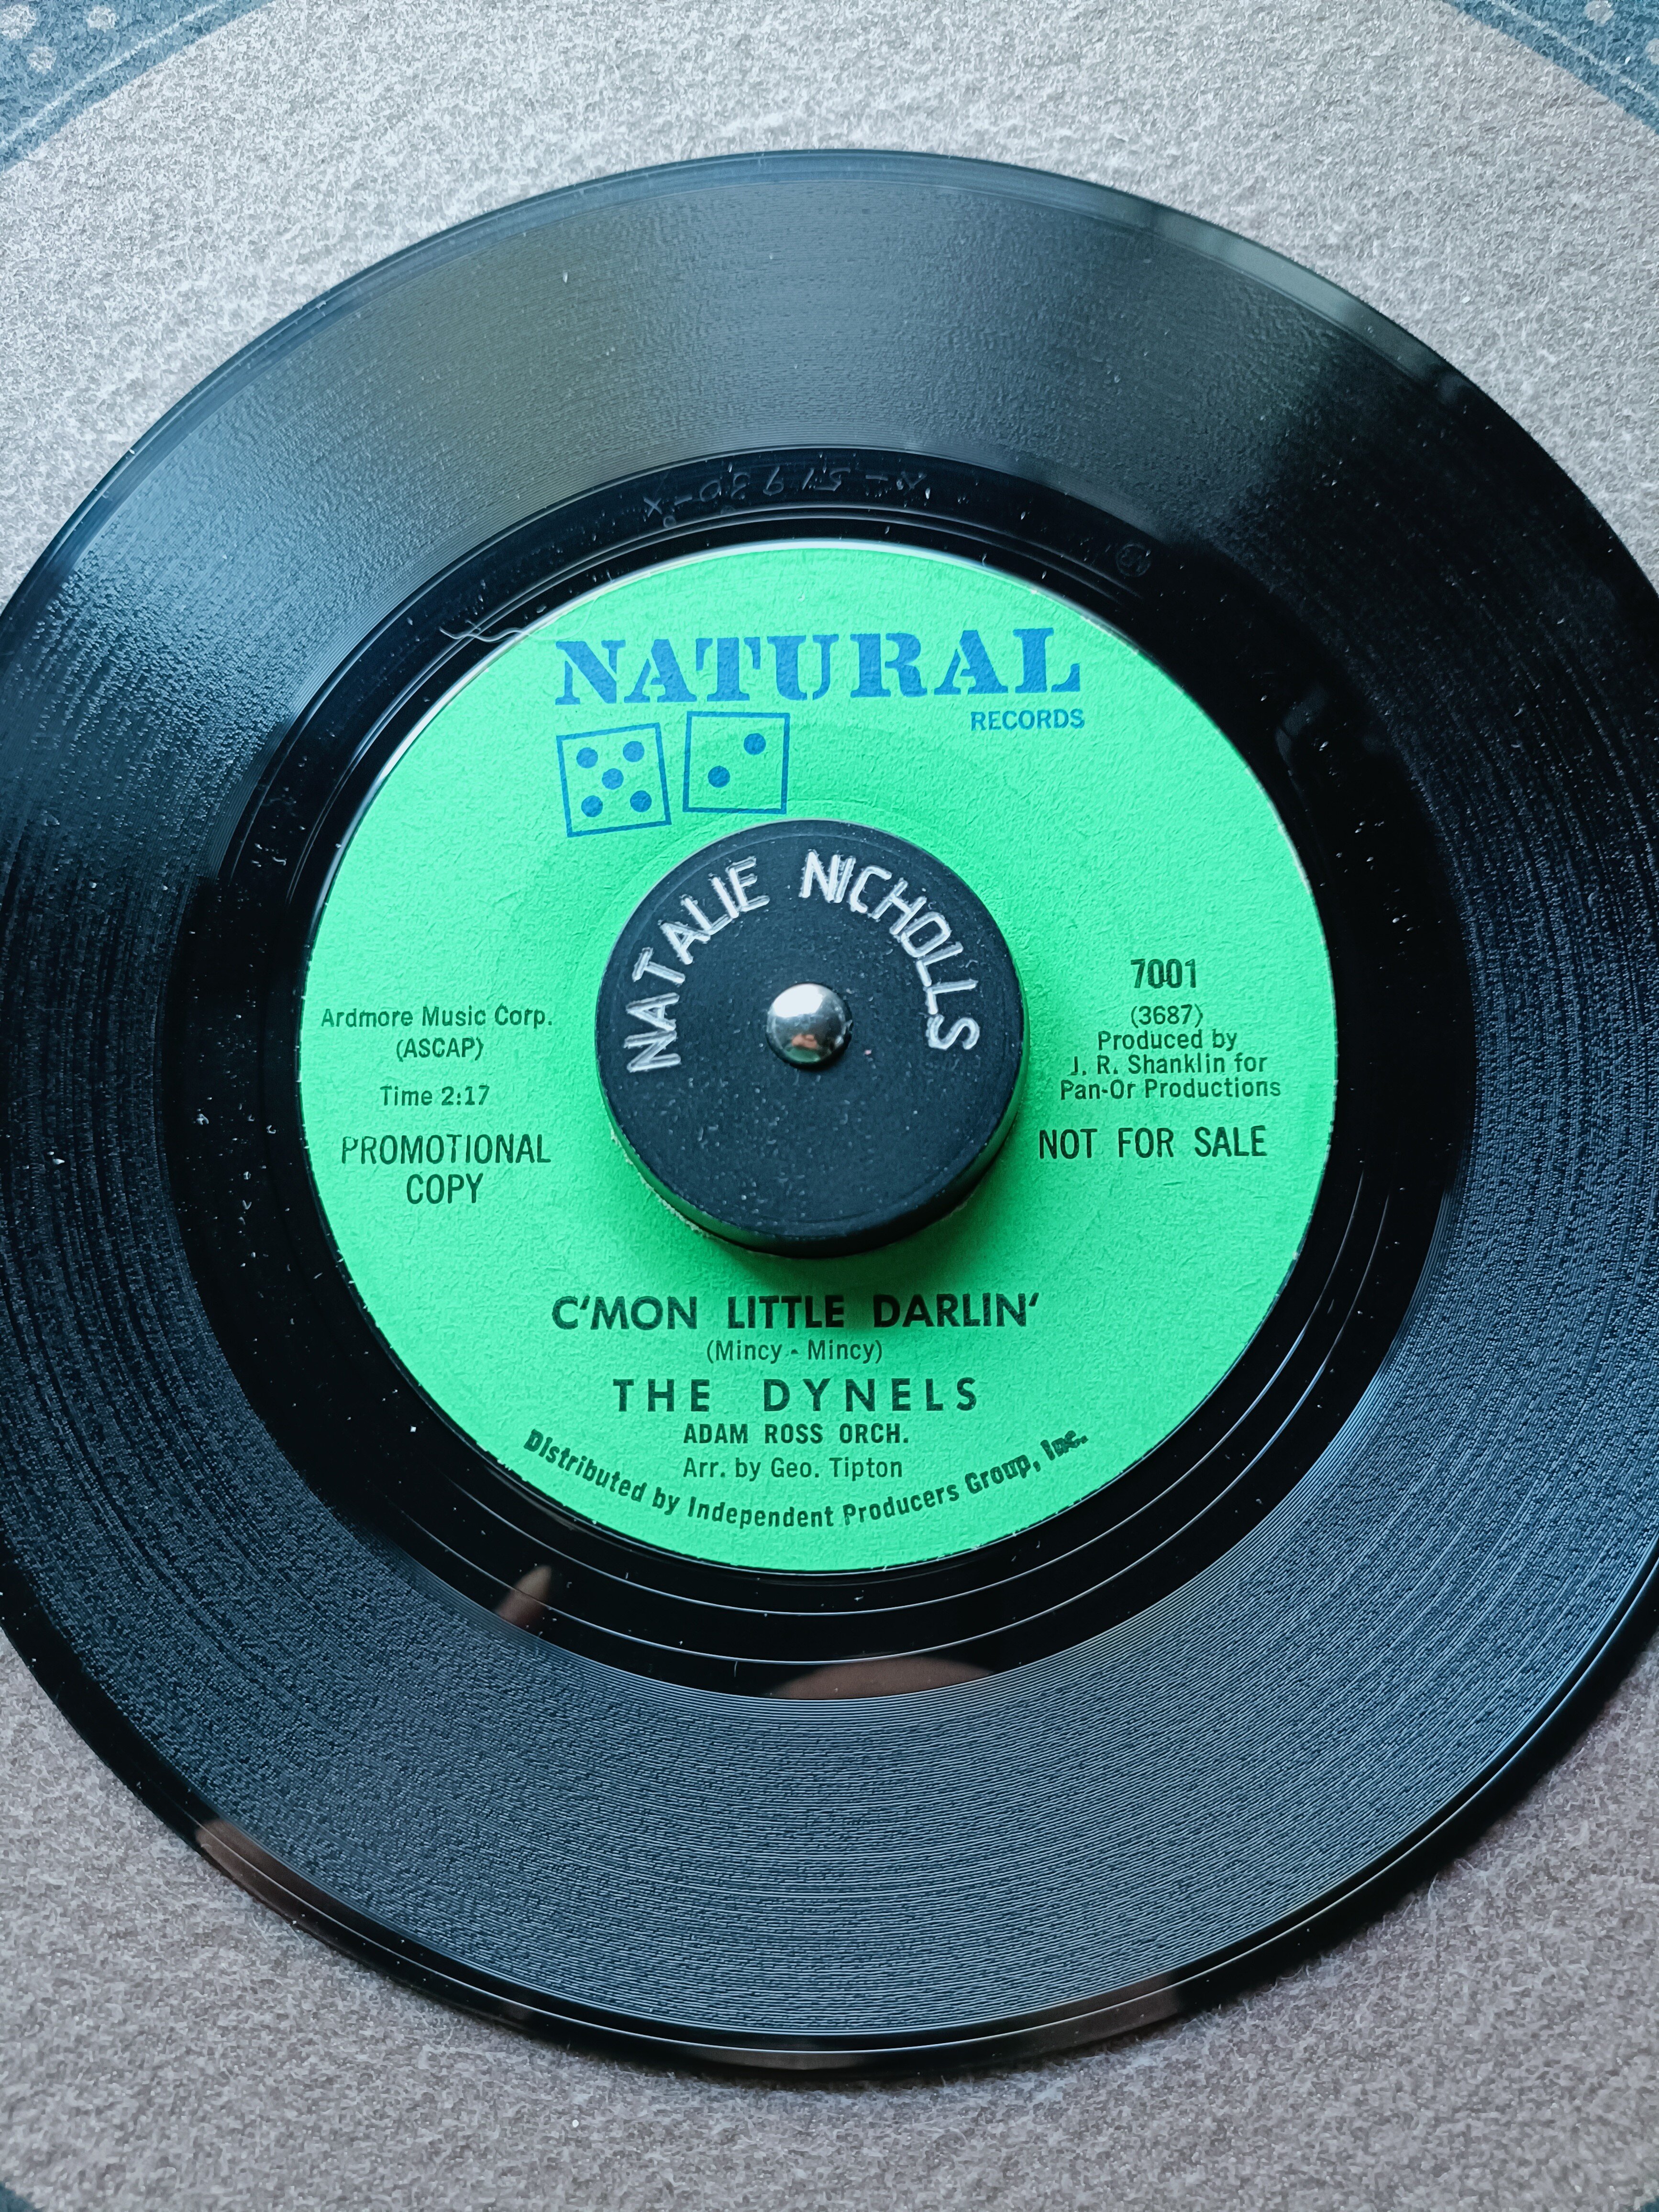 NATURAL
RECORDS
NATALIE NICHOLLS
Ardmore Music Corp.
(ASCAP)
Time 2:17
PROMOTIONAL
COPY
7001
(3687)
Produced by
J. R. Shanklin for
Pan-Or Productions
NOT FOR SALE
C'MON LITTLE DARLIN'
(Mincy - Mincy)
THE DYNELS
ADAM ROSS ORCH.
Arr. by Geo. Tipton
Distributed by Independent Producers Group, Inc.